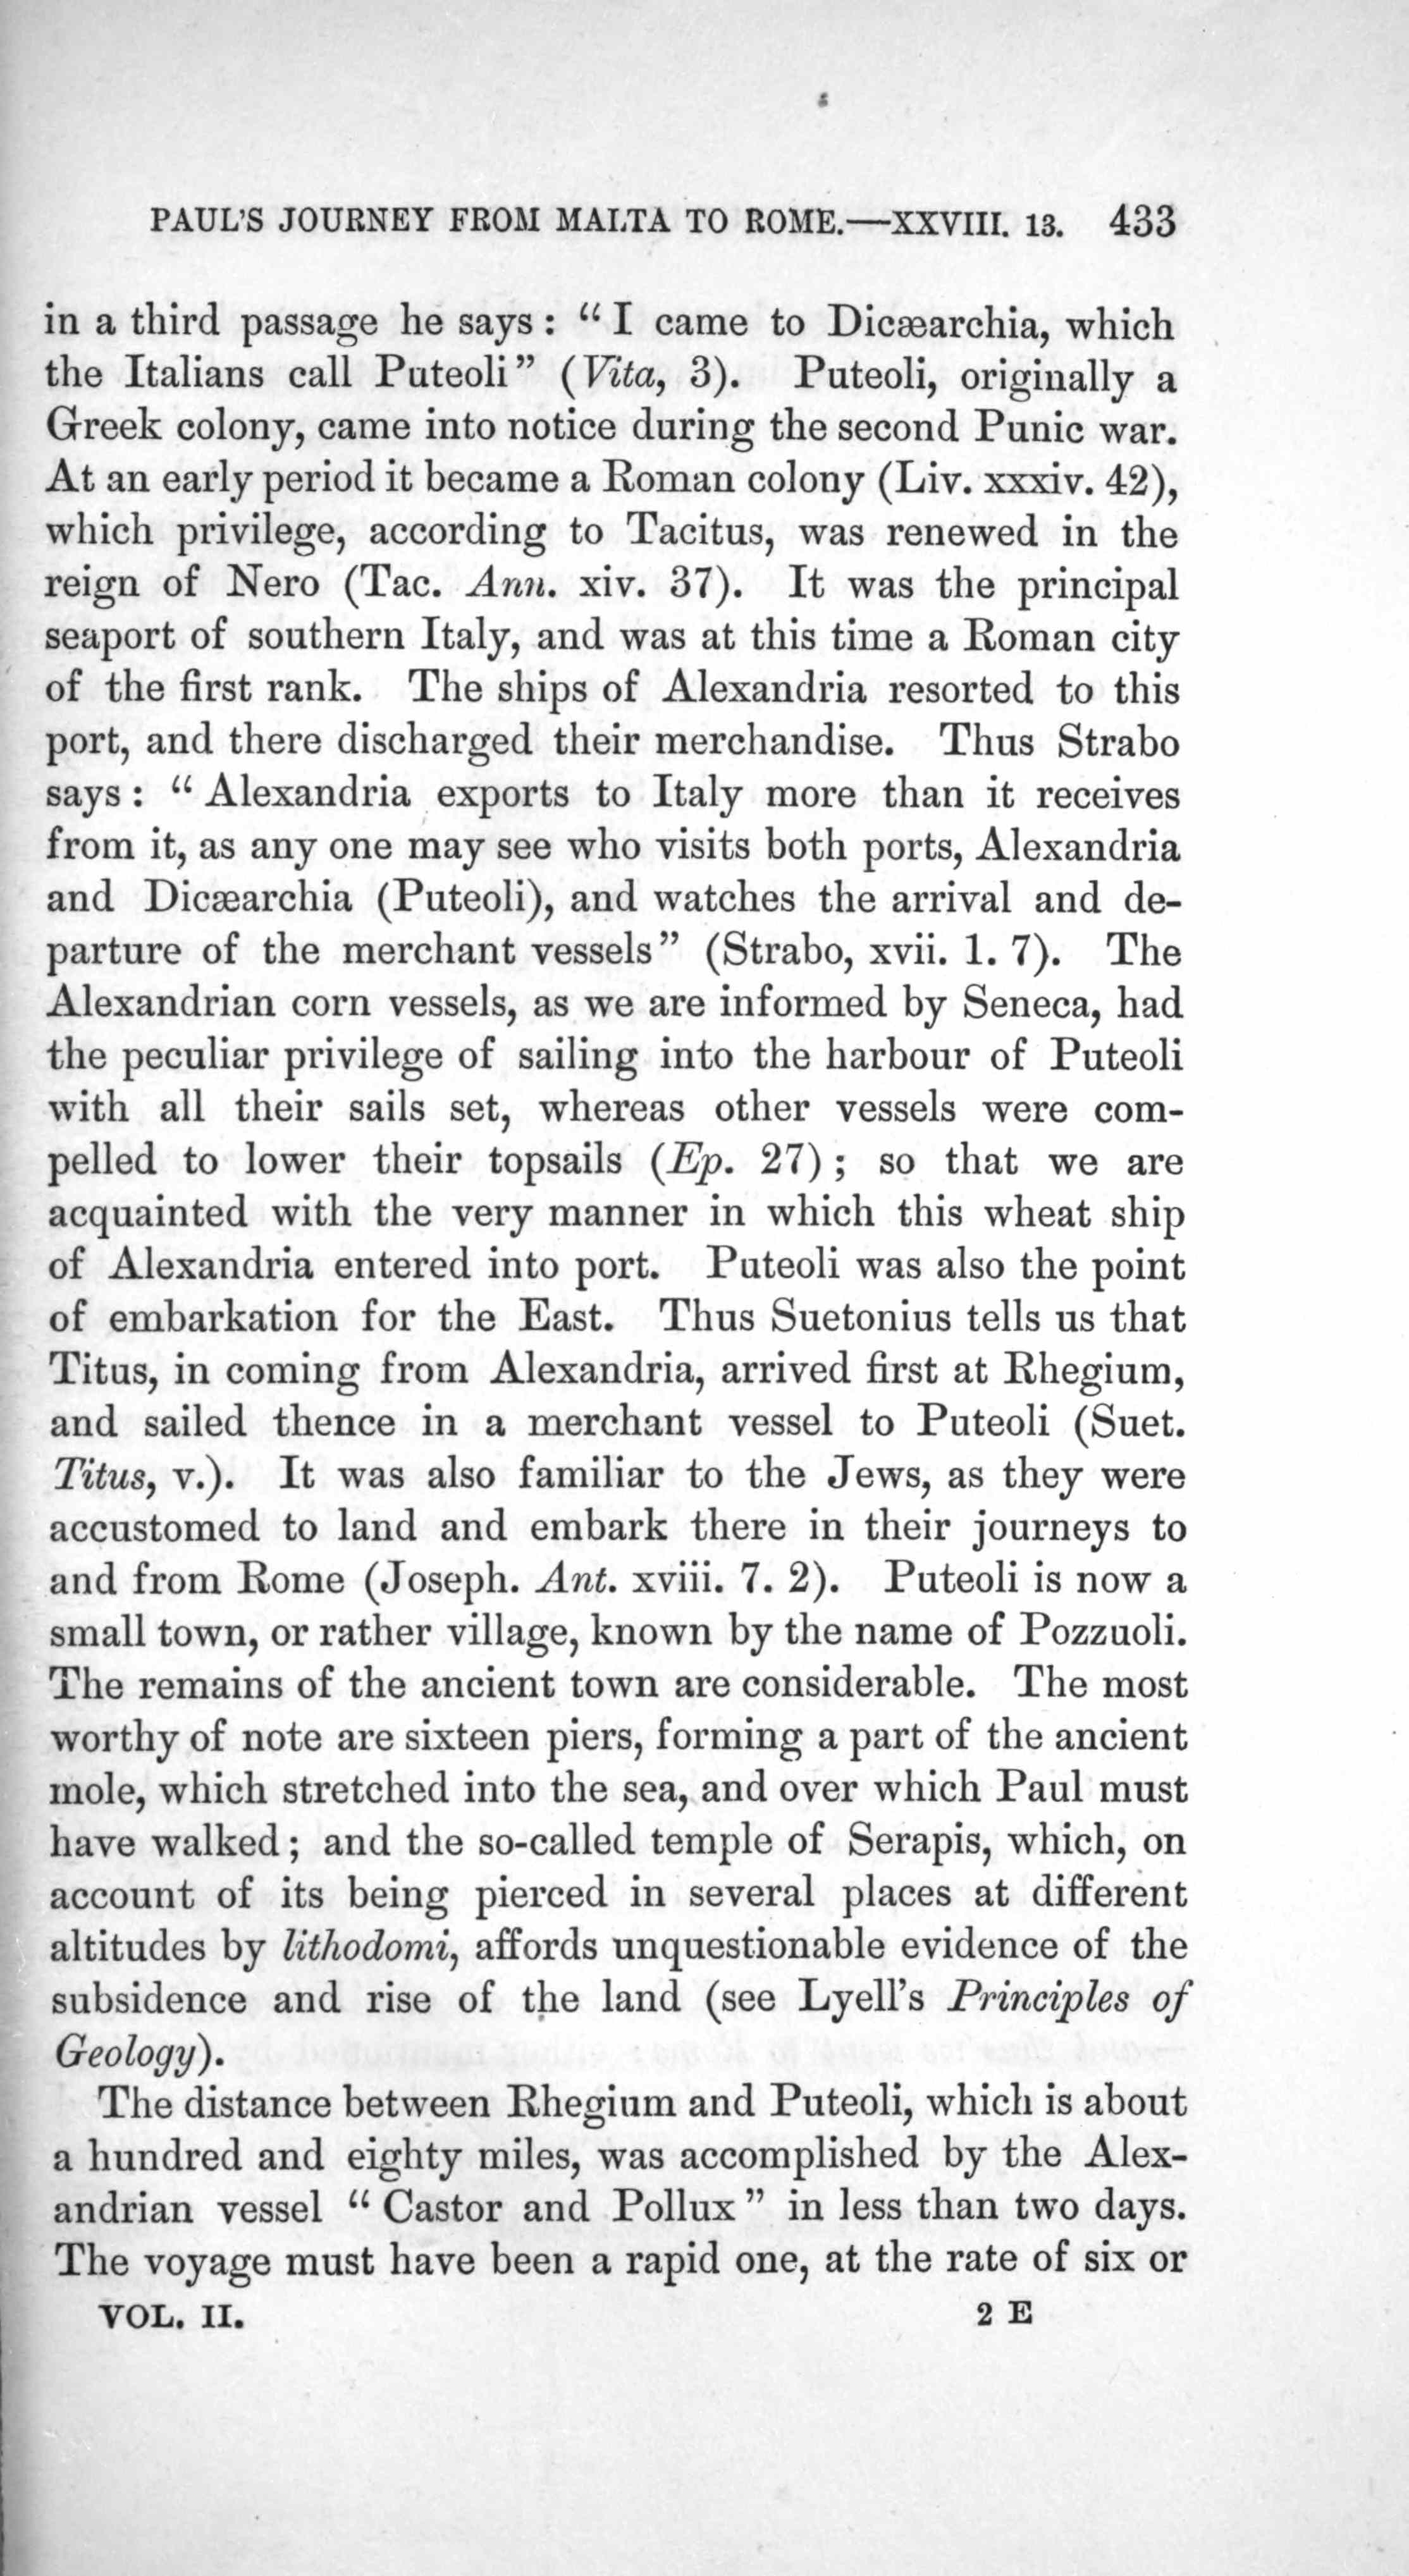 PAUL'S JOURNEY FROM MALTA TO ROME.—XXVIII. 13. 433
in a third passage he says: "I came to Dicæarchia, which
the Italians call Puteoli" (Vita, 3). Puteoli, originally a
Greek colony, came into notice during the second Punic war.
At an early period it became a Roman colony (Liv. xxxiv. 42),
which privilege, according to Tacitus, was renewed in the
reign of Nero (Tac. Ann. xiv. 37). It was the principal
seaport of southern Italy, and was at this time a Roman city
of the first rank. The ships of Alexandria resorted to this
port, and there discharged their merchandise. Thus Strabo
says: "Alexandria exports to Italy more than it receives
from it, as any one may see who visits both ports, Alexandria
and Dicæarchia (Puteoli), and watches the arrival and de-
parture of the merchant vessels" (Strabo, xvii. 1. 7). The
Alexandrian corn vessels, as we are informed by Seneca, had
the peculiar privilege of sailing into the harbour of Puteoli
with all their sails set, whereas other vessels were com-
pelled to lower their topsails (Ep. 27); so that we are
acquainted with the very manner in which this wheat ship
of Alexandria entered into port. Puteoli was also the point
of embarkation for the East. Thus Suetonius tells us that
Titus, in coming from Alexandria, arrived first at Rhegium,
and sailed thence in a merchant vessel to Puteoli (Suet.
Titus, v.). It was also familiar to the Jews, as they were
accustomed to land and embark there in their journeys to
and from Rome (Joseph. Ant. xviii. 7. 2). Puteoli is now a
small town, or rather village, known by the name of Pozzuoli.
The remains of the ancient town are considerable. The most
worthy of note are sixteen piers, forming a part of the ancient
mole, which stretched into the sea, and over which Paul must
have walked; and the so-called temple of Serapis, which, on
account of its being pierced in several places at different
altitudes by lithodomi, affords unquestionable evidence of the
subsidence and rise of the land (see Lyell's Principles of
Geology).
The distance between Rhegium and Puteoli, which is about
a hundred and eighty miles, was accomplished by the Alex-
andrian vessel "Castor and Pollux" in less than two days.
The voyage must have been a rapid one, at the rate of six or
VOL. II. 2 E